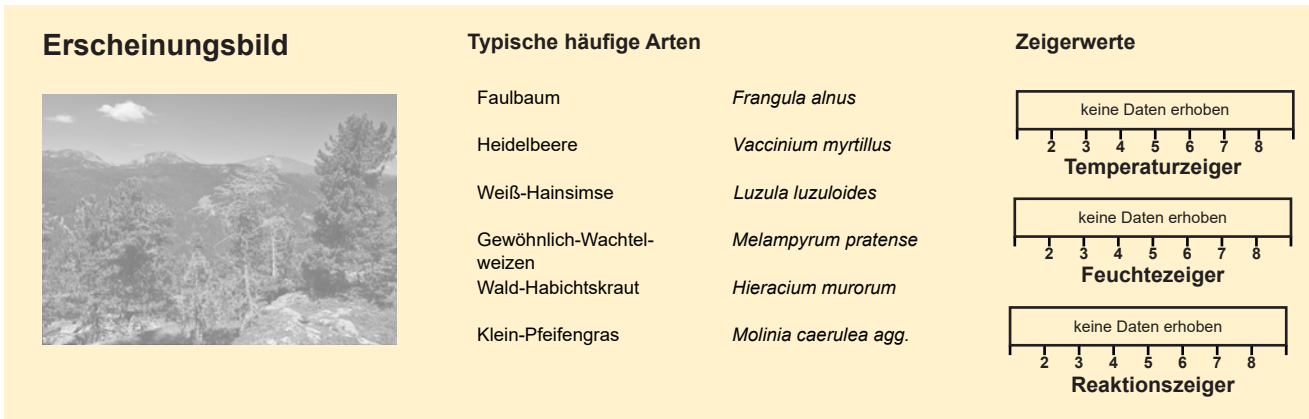 Erscheinungsbild
Typische häufige Arten
Faulbaum Frangula alnus
Heidelbeere Vaccinium myrtillus
Weiß-Hainsimse Luzula luzuloides
Gewöhnlich-Wachtel- Melampyrum pratense
weizen
Wald-Habichtskraut Hieracium murorum
Klein-Pfeifengras Molinia caerulea agg.
Zeigerwerte
keine Daten erhoben
2 3 4 5 6 7 8
Temperaturzeiger
keine Daten erhoben
2 3 4 5 6 7 8
Feuchtezeiger
keine Daten erhoben
2 3 4 5 6 7 8
Reaktionszeiger